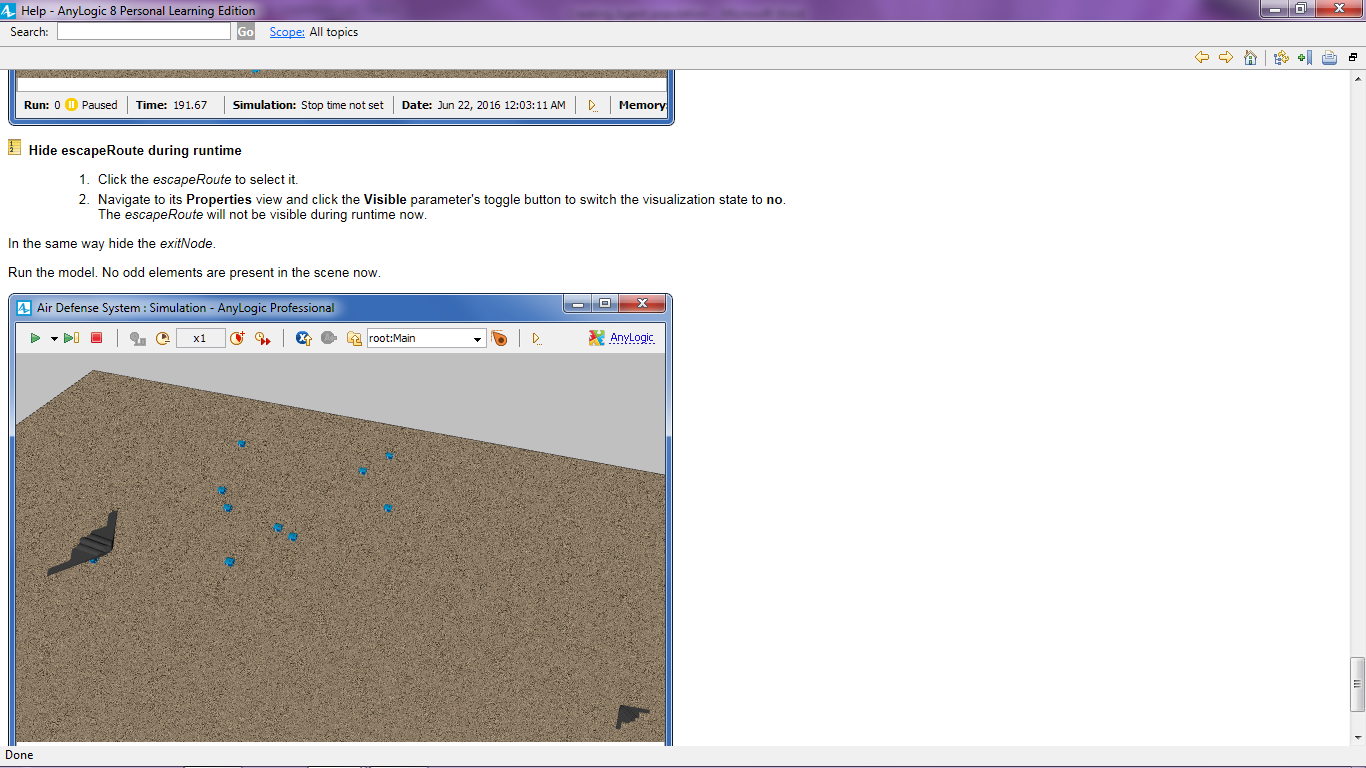 Help - AnyLogic 8 Personal Learning Edition
Search: Go Scope: All topics
Run: 0 Paused Time: 191.67 Simulation: Stop time not set Date: Jun 22, 2016 12:03:11 AM Memory:
Hide escapeRoute during runtime
1. Click the escapeRoute to select it.
2. Navigate to its Properties view and click the Visible parameter's toggle button to switch the visualization state to no.
The escapeRoute will not be visible during runtime now.
In the same way hide the exitNode.
Run the model. No odd elements are present in the scene now.
Air Defense System : Simulation - AnyLogic Professional
x1 root:Main AnyLogic
Done